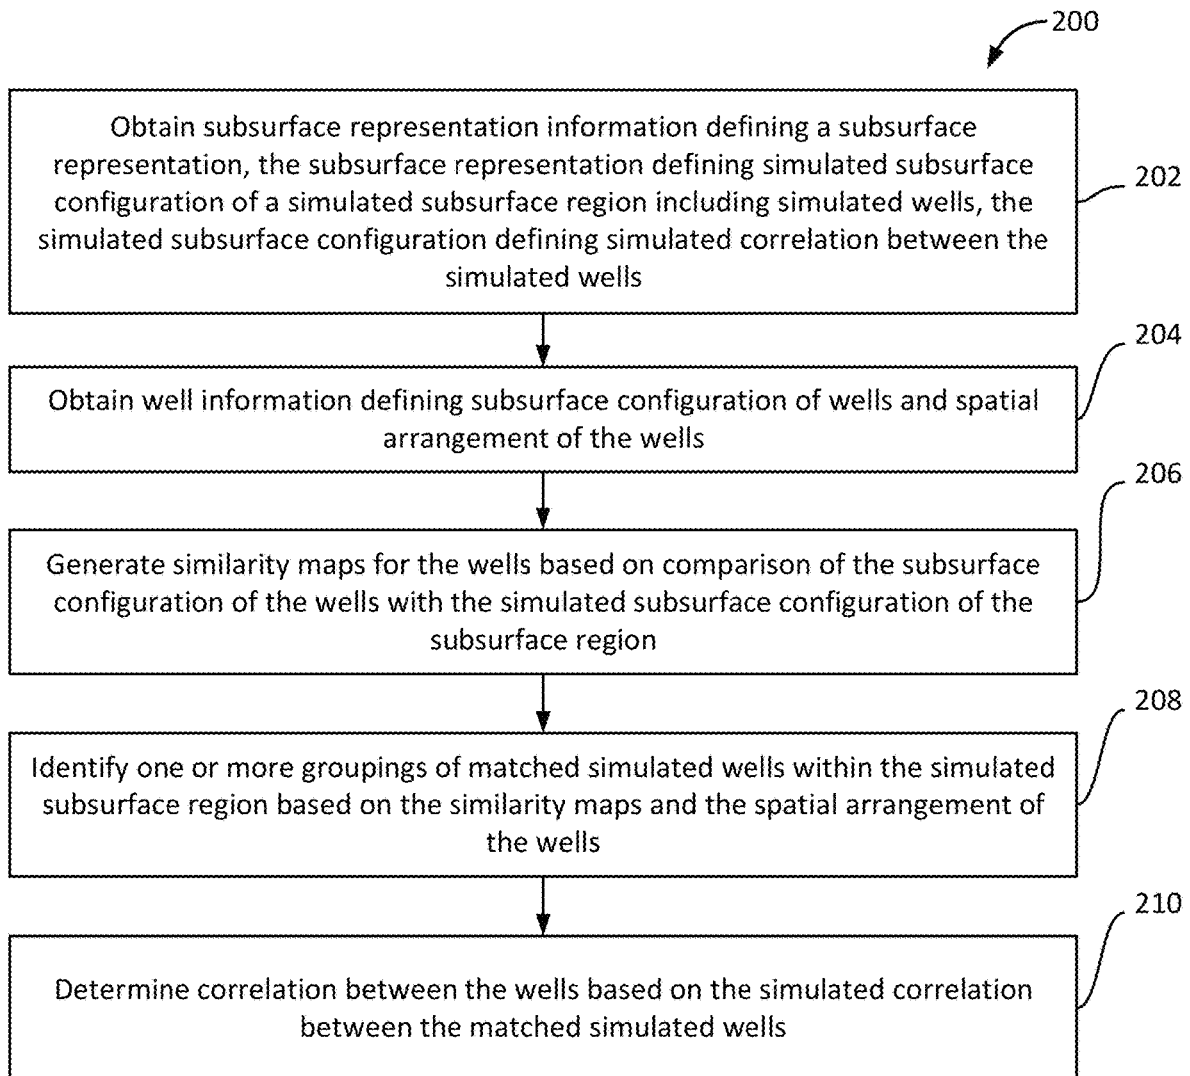 200
Obtain subsurface representation information defining a subsurface
representation, the subsurface representation defining simulated subsurface
configuration of a simulated subsurface region including simulated wells, the
simulated subsurface configuration defining simulated correlation between the
simulated wells
202
Obtain well information defining subsurface configuration of wells and spatial
arrangement of the wells
204
Generate similarity maps for the wells based on comparison of the subsurface
configuration of the wells with the simulated subsurface configuration of the
subsurface region
206
Identify one or more groupings of matched simulated wells within the simulated
subsurface region based on the similarity maps and the spatial arrangement of
the wells
208
Determine correlation between the wells based on the simulated correlation
between the matched simulated wells
210